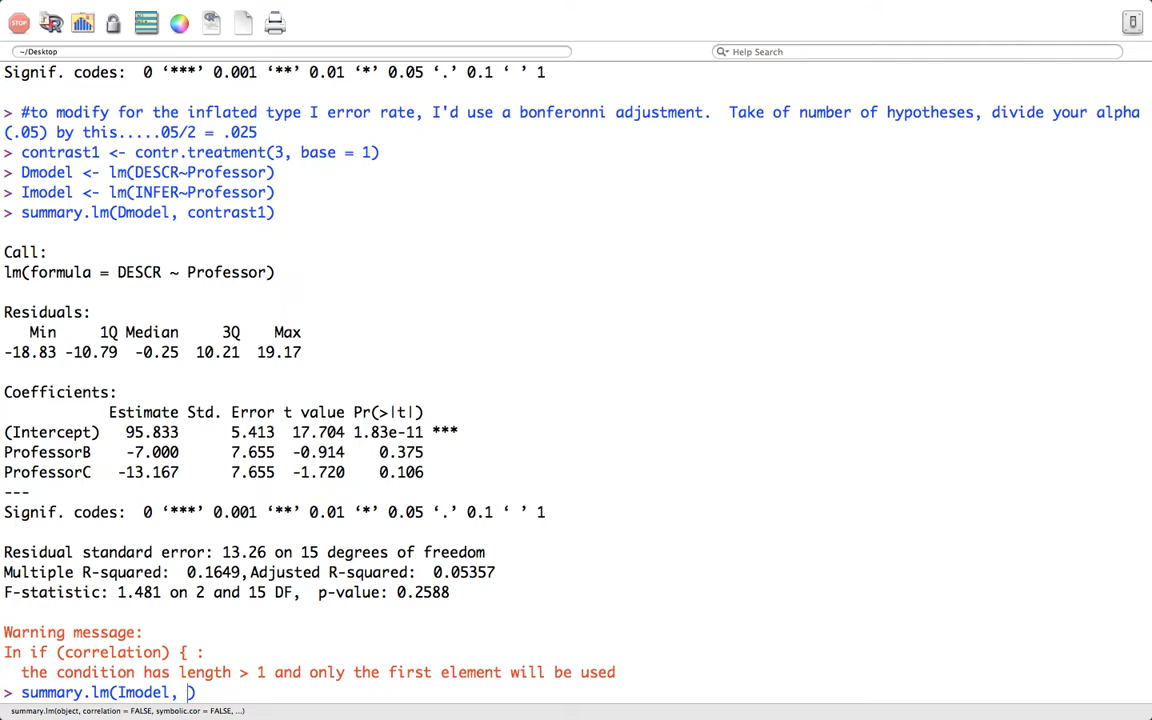 STOP
~/Desktop
Help Search
Signif. codes: 0 ‘***’ 0.001 ‘**’ 0.01 ‘*’ 0.05 ‘.’ 0.1 ‘ ’ 1
> #to modify for the inflated type I error rate, I'd use a bonferonni adjustment.  Take of number of hypotheses, divide your alpha
(.05) by this.....05/2 = .025
> contrast1 <- contr.treatment(3, base = 1)
> Dmodel <- lm(DESCR~Professor)
> Imodel <- lm(INFER~Professor)
> summary.lm(Dmodel, contrast1)
Call:
lm(formula = DESCR ~ Professor)
Residuals:
Min 1Q Median 3Q Max
-18.83 -10.79 -0.25 10.21 19.17
Coefficients:
Estimate Std. Error t value Pr(>|t|)
(Intercept) 95.833 5.413 17.704 1.83e-11 ***
ProfessorB -7.000 7.655 -0.914 0.375
ProfessorC -13.167 7.655 -1.720 0.106
---
Signif. codes: 0 ‘***’ 0.001 ‘**’ 0.01 ‘*’ 0.05 ‘.’ 0.1 ‘ ’ 1
Residual standard error: 13.26 on 15 degrees of freedom
Multiple R-squared: 0.1649,Adjusted R-squared: 0.05357
F-statistic: 1.481 on 2 and 15 DF, p-value: 0.2588
Warning message:
In if (correlation) { :
the condition has length > 1 and only the first element will be used
> summary.lm(Imodel, )
summary.lm(object, correlation = FALSE, symbolic.cor = FALSE, ...)